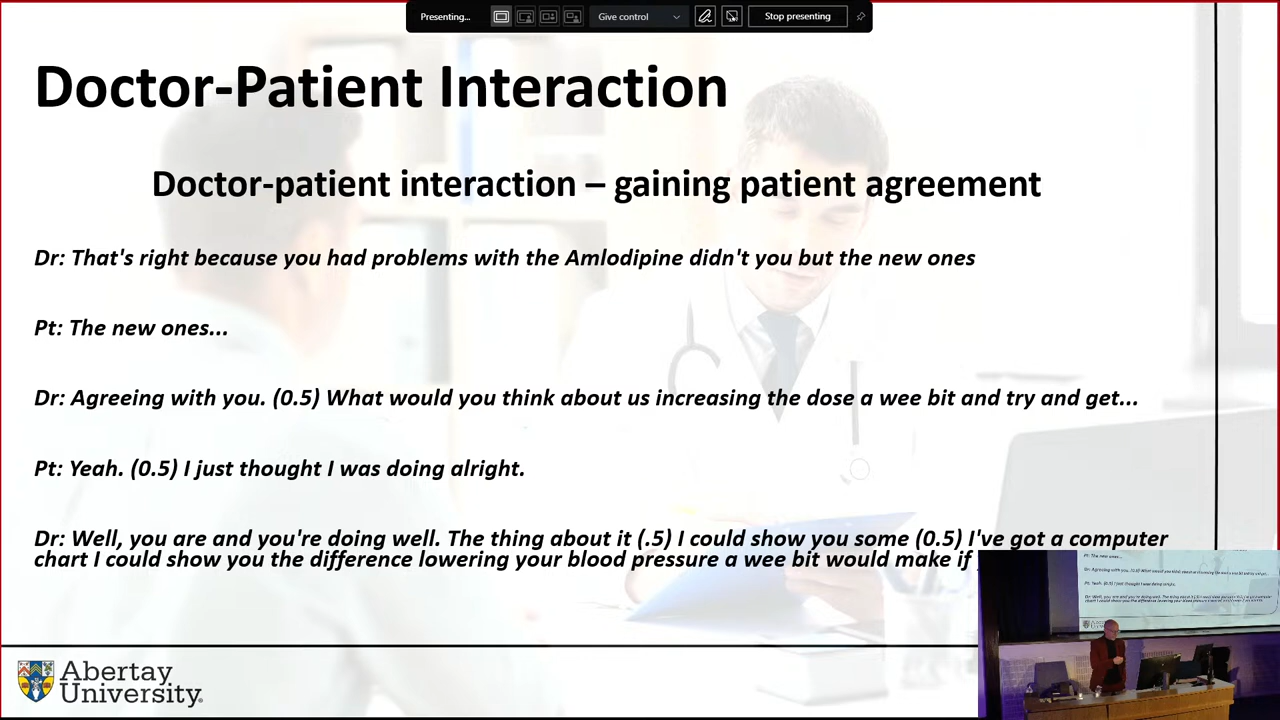 Presenting...
Give control
Stop presenting
Doctor-Patient Interaction
Doctor-patient interaction – gaining patient agreement
Dr: That's right because you had problems with the Amlodipine didn't you but the new ones
Pt: The new ones...
Dr: Agreeing with you. (0.5) What would you think about us increasing the dose a wee bit and try and get...
Pt: Yeah. (0.5) I just thought I was doing alright.
Dr: Well, you are and you're doing well. The thing about it (.5) I could show you some (0.5) I've got a computer
chart I could show you the difference lowering your blood pressure a wee bit would make if
Abertay
University.